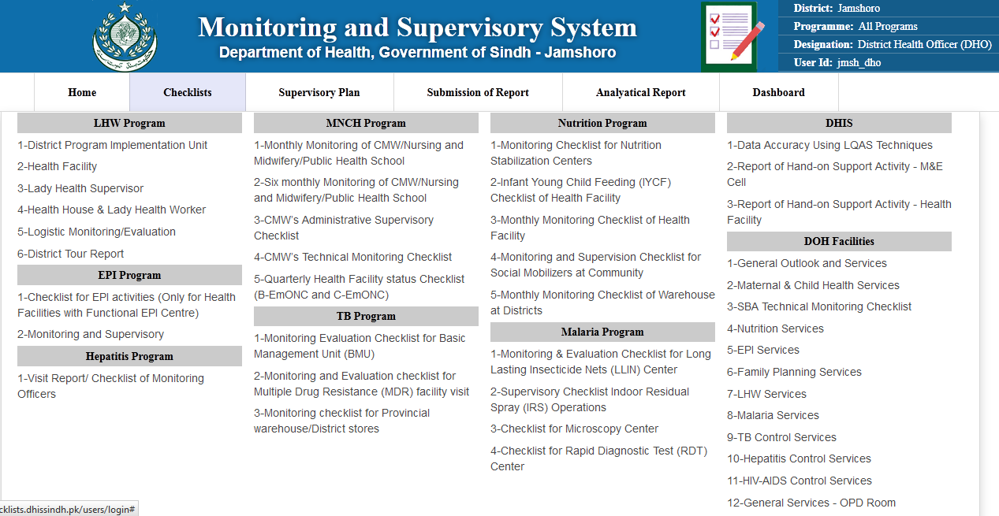 Monitoring and Supervisory System
Department of Health, Government of Sindh - Jamshoro
District: Jamshoro
Programme: All Programs
Designation: District Health Officer (DHO)
User Id: jmsh_dho
Home
Checklists
Supervisory Plan
Submission of Report
Analyatical Report
Dashboard
LHW Program
1-District Program Implementation Unit
2-Health Facility
3-Lady Health Supervisor
4-Health House & Lady Health Worker
5-Logistic Monitoring/Evaluation
6-District Tour Report
EPI Program
1-Checklist for EPI activities (Only for Health
Facilities with Functional EPI Centre)
2-Monitoring and Supervisory
Hepatitis Program
1-Visit Report/ Checklist of Monitoring
Officers
MNCH Program
1-Monthly Monitoring of CMW/Nursing and
Midwifery/Public Health School
2-Six monthly Monitoring of CMW/Nursing
and Midwifery/Public Health School
3-CMW's Administrative Supervisory
Checklist
4-CMW's Technical Monitoring Checklist
5-Quarterly Health Facility status Checklist
(B-EmONC and C-EmONC)
TB Program
1-Monitoring Evaluation Checklist for Basic
Management Unit (BMU)
2-Monitoring and Evaluation checklist for
Multiple Drug Resistance (MDR) facility visit
3-Monitoring checklist for Provincial
warehouse/District stores
Nutrition Program
1-Monitoring Checklist for Nutrition
Stabilization Centers
2-Infant Young Child Feeding (IYCF)
Checklist of Health Facility
3-Monthly Monitoring Checklist of Health
Facility
4-Monitoring and Supervision Checklist for
Social Mobilizers at Community
5-Monthly Monitoring Checklist of Warehouse
at Districts
Malaria Program
1-Monitoring & Evaluation Checklist for Long
Lasting Insecticide Nets (LLIN) Center
2-Supervisory Checklist Indoor Residual
Spray (IRS) Operations
3-Checklist for Microscopy Center
4-Checklist for Rapid Diagnostic Test (RDT)
Center
DHIS
1-Data Accuracy Using LQAS Techniques
2-Report of Hand-on Support Activity - M&E
Cell
3-Report of Hand-on Support Activity - Health
Facility
DOH Facilities
1-General Outlook and Services
2-Maternal & Child Health Services
3-SBA Technical Monitoring Checklist
4-Nutrition Services
5-EPI Services
6-Family Planning Services
7-LHW Services
8-Malaria Services
9-TB Control Services
10-Hepatitis Control Services
11-HIV-AIDS Control Services
12-General Services - OPD Room
cklists.dhissindh.pk/users/login#